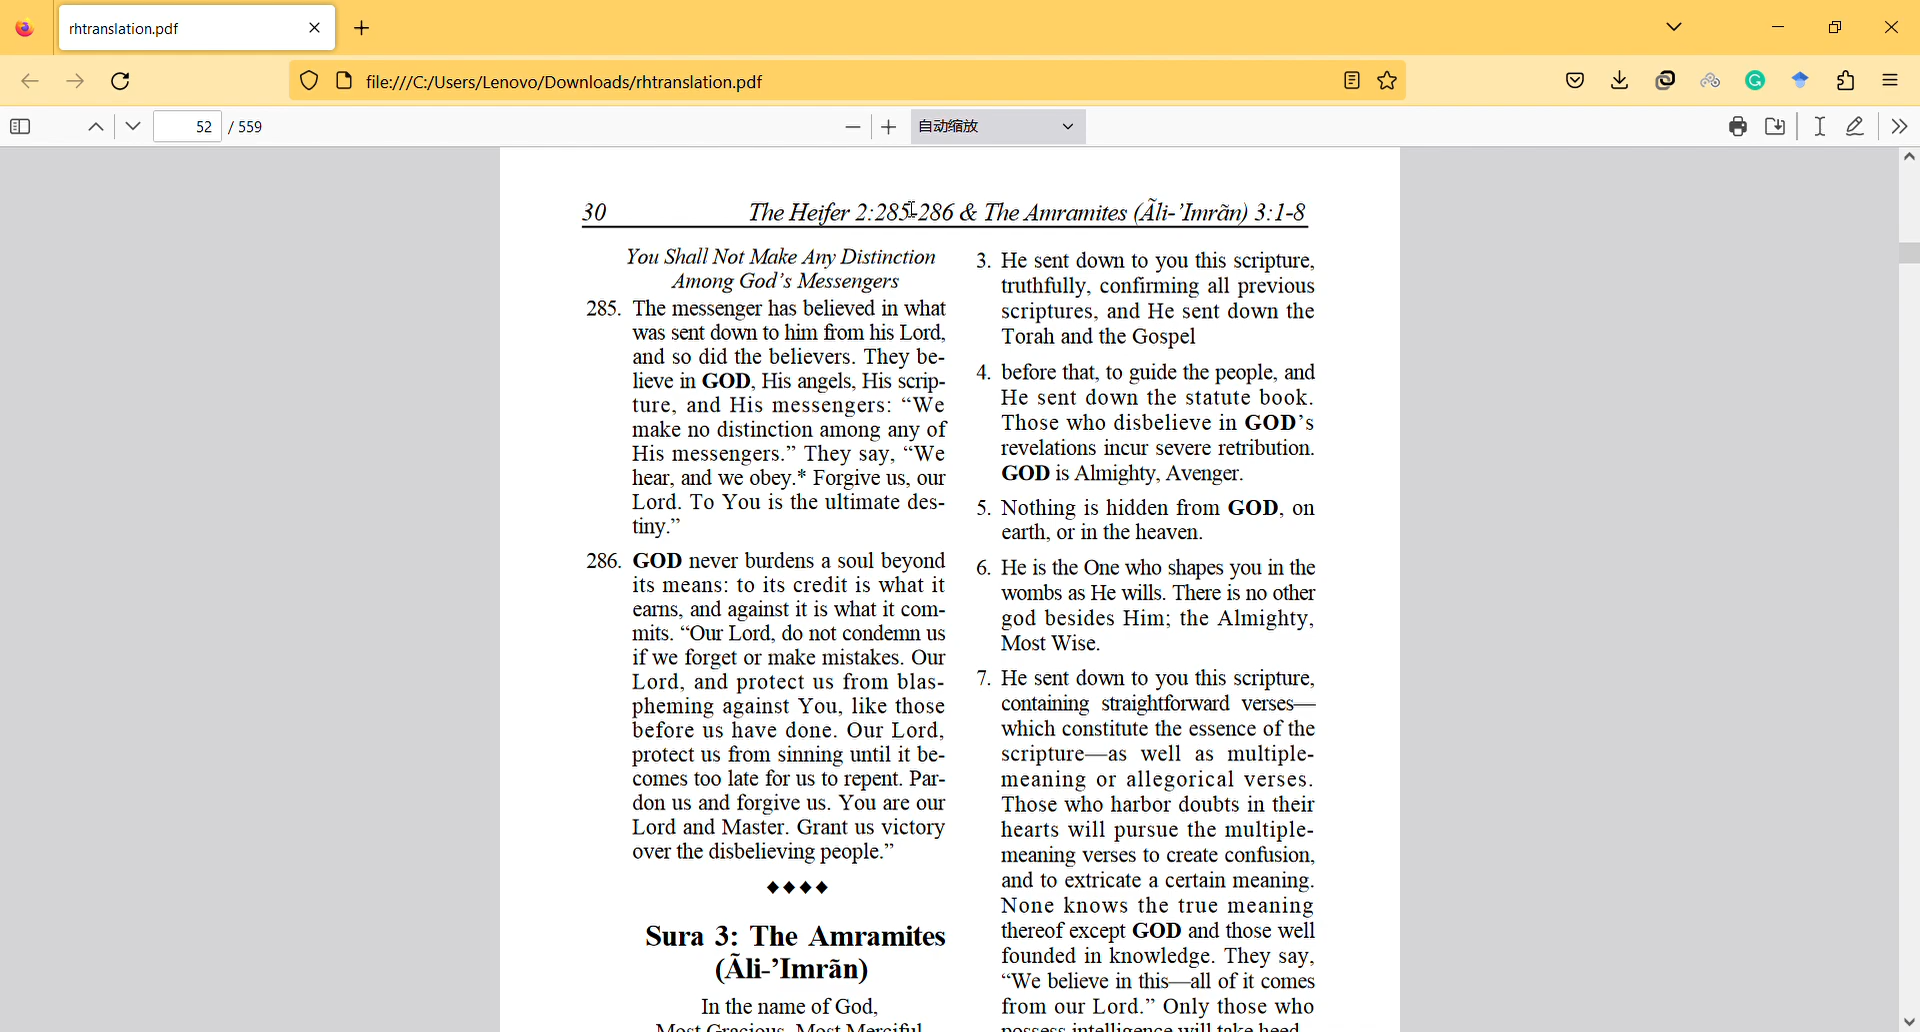 rhtranslation.pdf
file:///C:/Users/Lenovo/Downloads/rhtranslation.pdf
52 / 559
自动缩放
30 The Heifer 2:285-286 & The Amramites (Ãli-’Imrãn) 3:1-8
You Shall Not Make Any Distinction
Among God’s Messengers
285. The messenger has believed in what
was sent down to him from his Lord,
and so did the believers. They be-
lieve in GOD, His angels, His scrip-
ture, and His messengers: “We
make no distinction among any of
His messengers.” They say, “We
hear, and we obey.* Forgive us, our
Lord. To You is the ultimate des-
tiny.”
286. GOD never burdens a soul beyond
its means: to its credit is what it
earns, and against it is what it com-
mits. “Our Lord, do not condemn us
if we forget or make mistakes. Our
Lord, and protect us from blas-
pheming against You, like those
before us have done. Our Lord,
protect us from sinning until it be-
comes too late for us to repent. Par-
don us and forgive us. You are our
Lord and Master. Grant us victory
over the disbelieving people.”
Sura 3: The Amramites
(Ãli-’Imrãn)
In the name of God,
Most Gracious, Most Merciful
3. He sent down to you this scripture,
truthfully, confirming all previous
scriptures, and He sent down the
Torah and the Gospel
4. before that, to guide the people, and
He sent down the statute book.
Those who disbelieve in GOD’s
revelations incur severe retribution.
GOD is Almighty, Avenger.
5. Nothing is hidden from GOD, on
earth, or in the heaven.
6. He is the One who shapes you in the
wombs as He wills. There is no other
god besides Him; the Almighty,
Most Wise.
7. He sent down to you this scripture,
containing straightforward verses—
which constitute the essence of the
scripture—as well as multiple-
meaning or allegorical verses.
Those who harbor doubts in their
hearts will pursue the multiple-
meaning verses to create confusion,
and to extricate a certain meaning.
None knows the true meaning
thereof except GOD and those well
founded in knowledge. They say,
“We believe in this—all of it comes
from our Lord.” Only those who
possess intelligence will take heed.